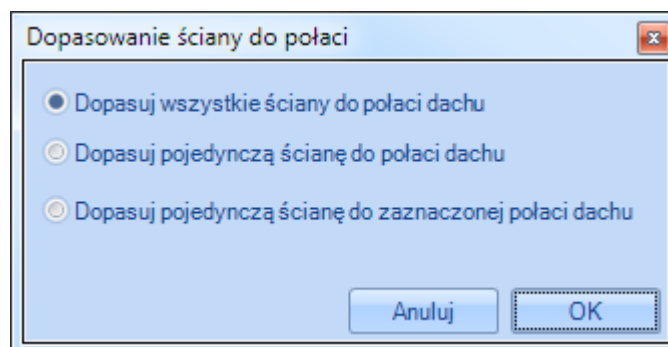 Dopasowanie ściany do połaci
Dopasuj wszystkie ściany do połaci dachu
Dopasuj pojedynczą ścianę do połaci dachu
Dopasuj pojedynczą ścianę do zaznaczonej połaci dachu
Anuluj
OK